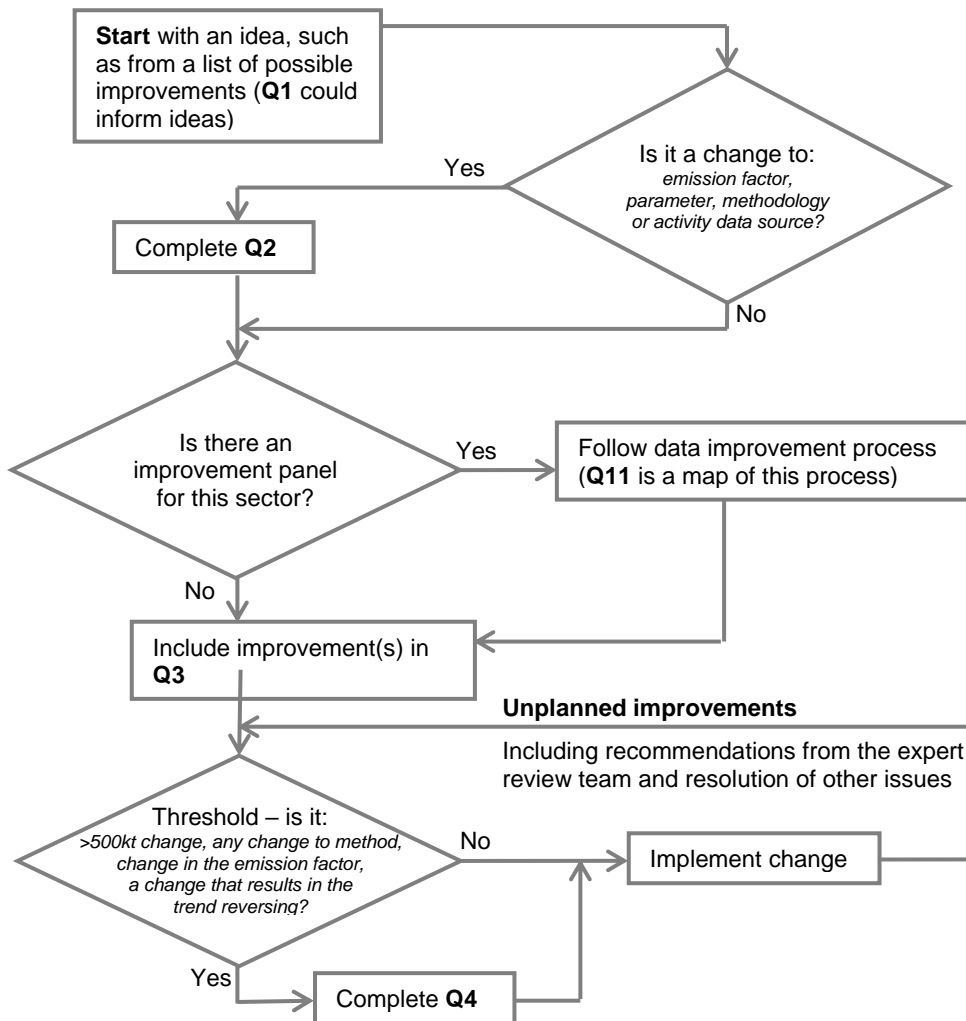 Start with an idea, such
as from a list of possible
improvements (Q1 could
inform ideas)
Is it a change to:
emission factor,
parameter, methodology
or activity data source?
Yes
Complete Q2
No
Is there an
improvement panel
for this sector?
Yes
Follow data improvement process
(Q11 is a map of this process)
No
Include improvement(s) in
Q3
Unplanned improvements
Including recommendations from the expert
review team and resolution of other issues
Threshold – is it:
>500kt change, any change to method,
change in the emission factor,
a change that results in the
trend reversing?
No
Implement change
Yes
Complete Q4